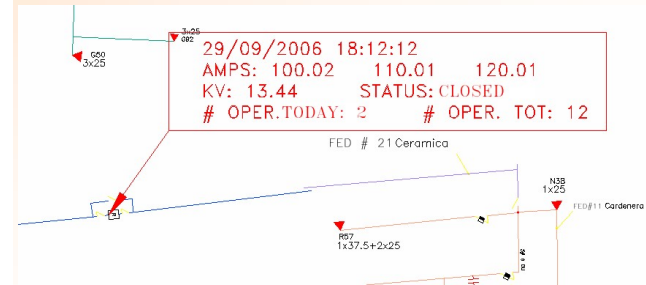 3x25
G92
G50
3x25
29/09/2006 18:12:12
AMPS: 100.02 110.01 120.01
KV: 13.44 STATUS: CLOSED
# OPER.TODAY: 2 # OPER. TOT: 12
FED # 21 Ceramica
N38
1x25
FED#11 Cardenera
R57
1x37.5+2x25